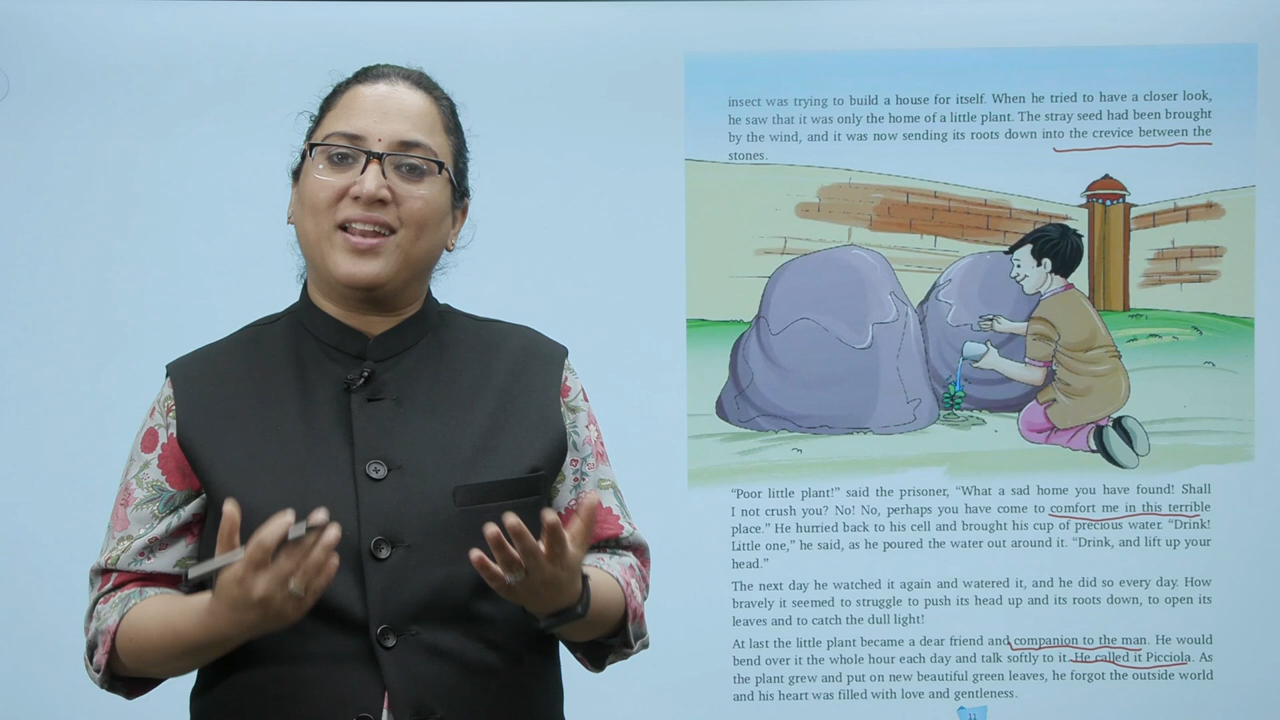 insect was trying to build a house for itself. When he tried to have a closer look,
he saw that it was only the home of a little plant. The stray seed had been brought
by the wind, and it was now sending its roots down into the crevice between the
stones.
“Poor little plant!” said the prisoner, “What a sad home you have found! Shall
I not crush you? No! No, perhaps you have come to comfort me in this terrible
place.” He hurried back to his cell and brought his cup of precious water. “Drink!
Little one,” he said, as he poured the water out around it. “Drink, and lift up your
head.”
The next day he watched it again and watered it, and he did so every day. How
bravely it seemed to struggle to push its head up and its roots down, to open its
leaves and to catch the dull light!
At last the little plant became a dear friend and companion to the man. He would
bend over it the whole hour each day and talk softly to it. He called it Picciola. As
the plant grew and put on new beautiful green leaves, he forgot the outside world
and his heart was filled with love and gentleness.
11